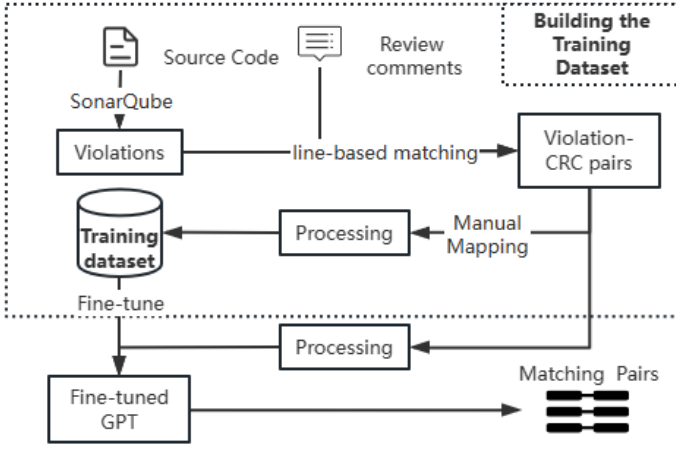 Building the
Training
Dataset
Source Code
Review
comments
SonarQube
Violations
line-based matching
Violation-
CRC pairs
Training
dataset
Processing
Manual
Mapping
Fine-tune
Processing
Matching Pairs
Fine-tuned
GPT